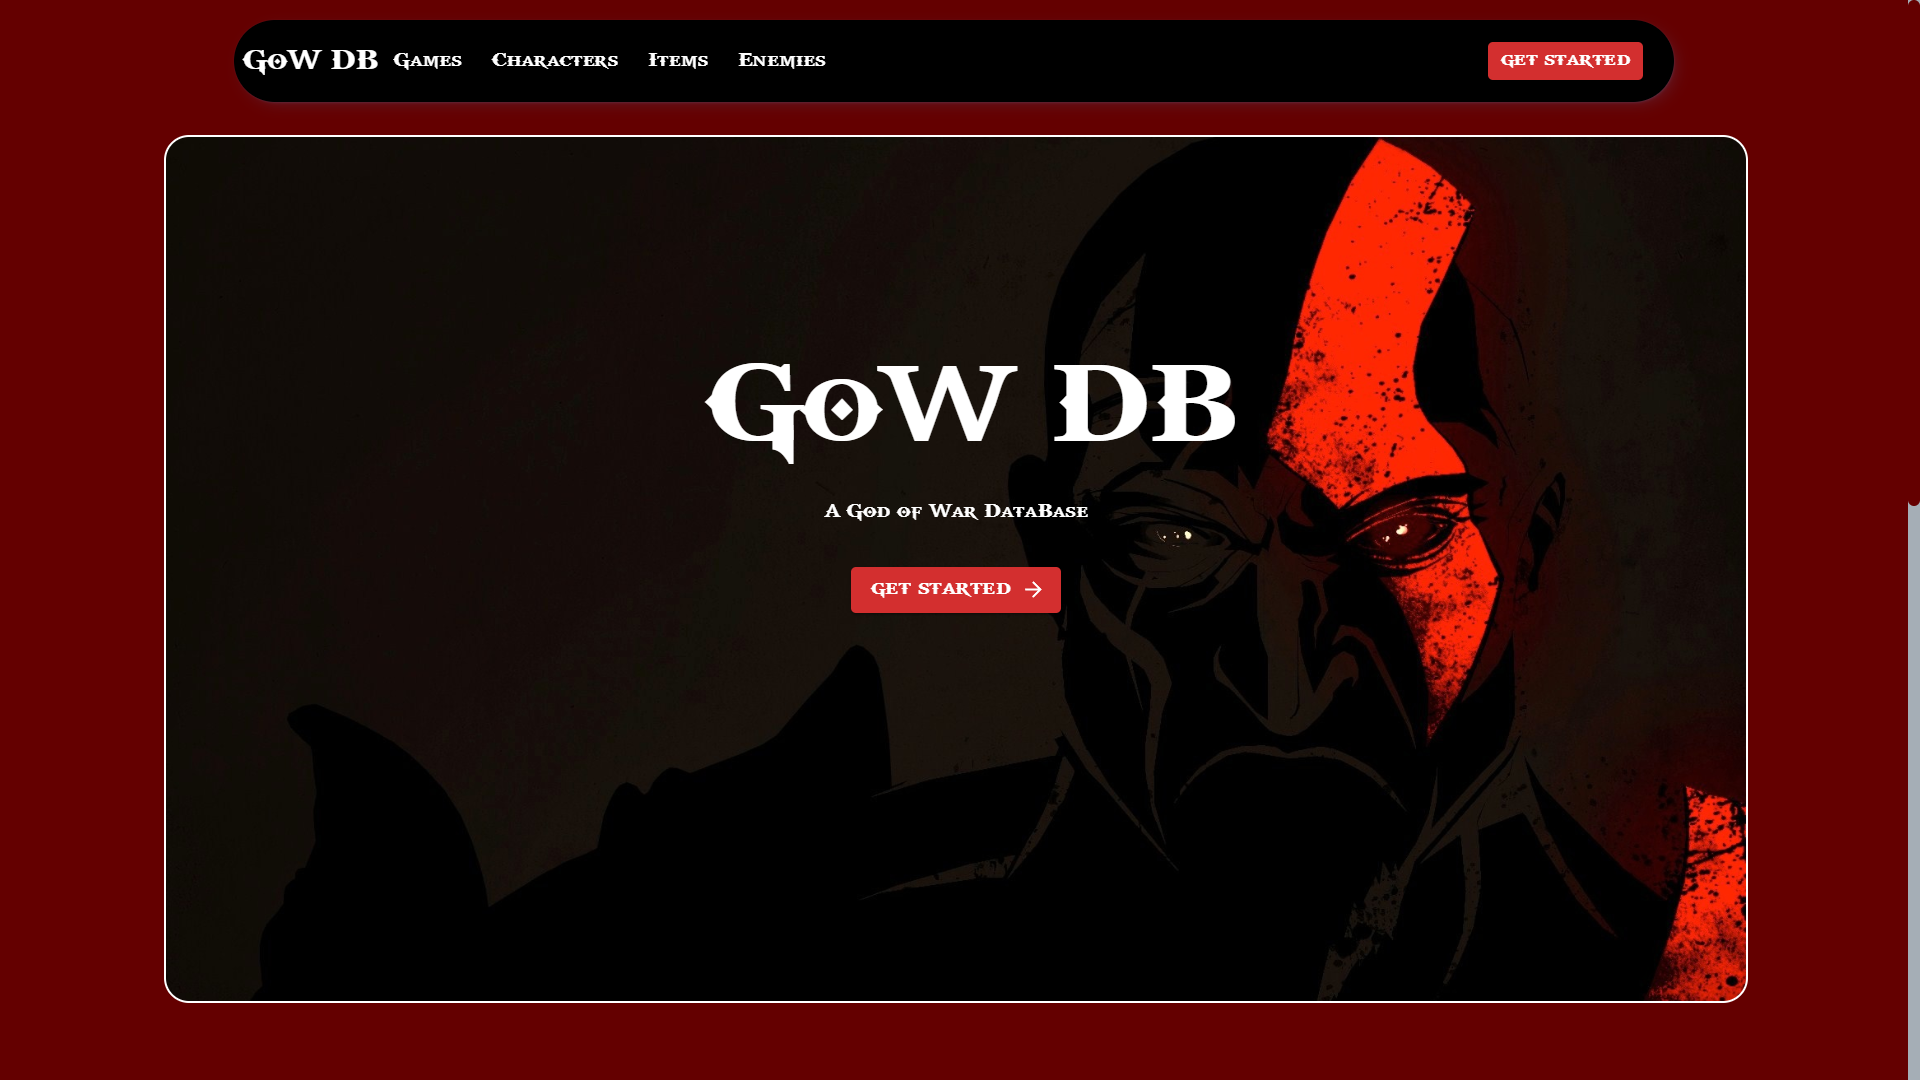 GoW DB Games Characters Items Enemies GET STARTED
GoW DB
A God of War DataBase
GET STARTED →